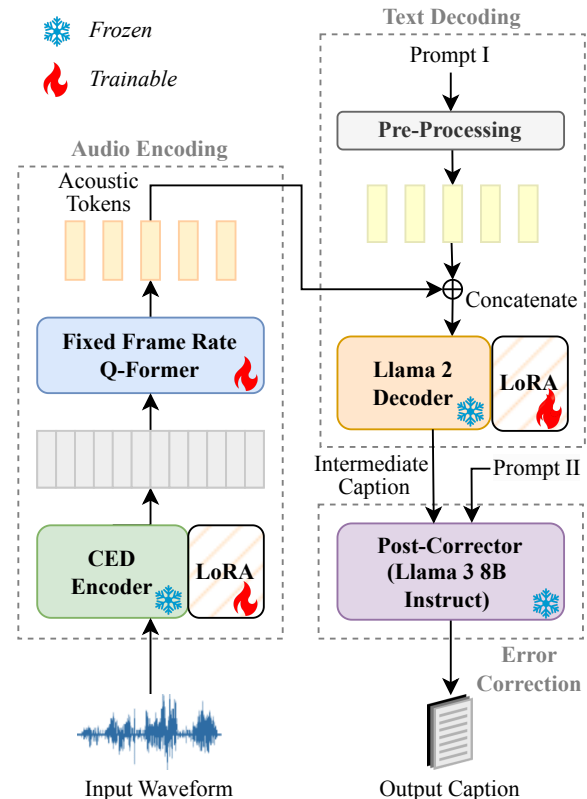 Frozen
Trainable
Text Decoding
Prompt I
Pre-Processing
Audio Encoding
Acoustic
Tokens
Concatenate
Fixed Frame Rate
Q-Former
Llama 2
Decoder
LoRA
Intermediate
Caption
Prompt II
CED
Encoder
LoRA
Post-Corrector
(Llama 3 8B
Instruct)
Error
Correction
Input Waveform
Output Caption